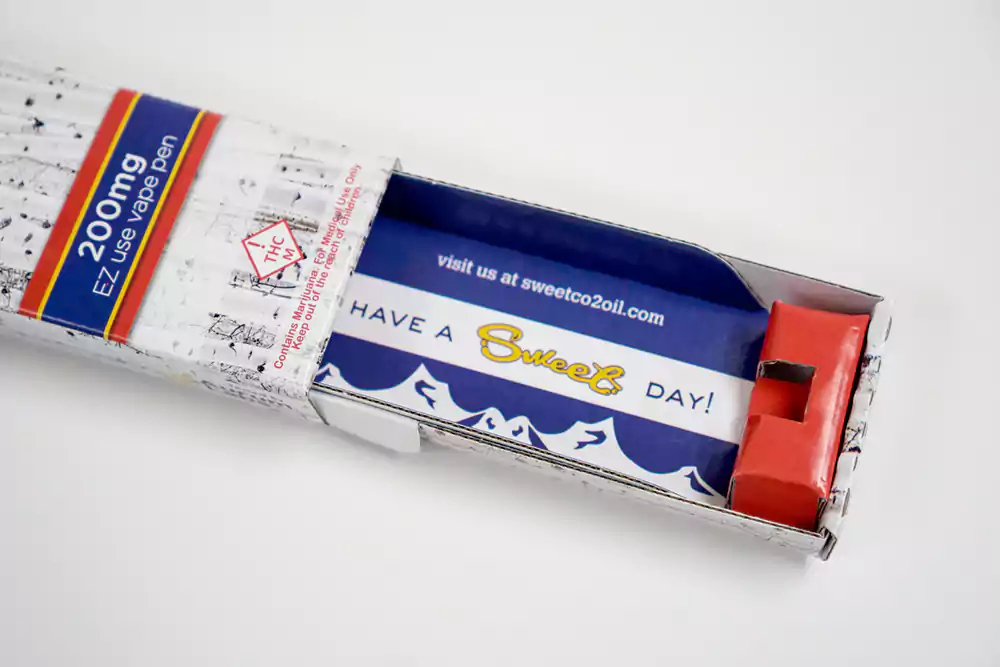 200mg
EZ use vape pen
!
THC
M
Contains Marijuana. For Medical Use Only
Keep out of the reach of children.
visit us at sweetco2oil.com
HAVE A Sweet DAY!